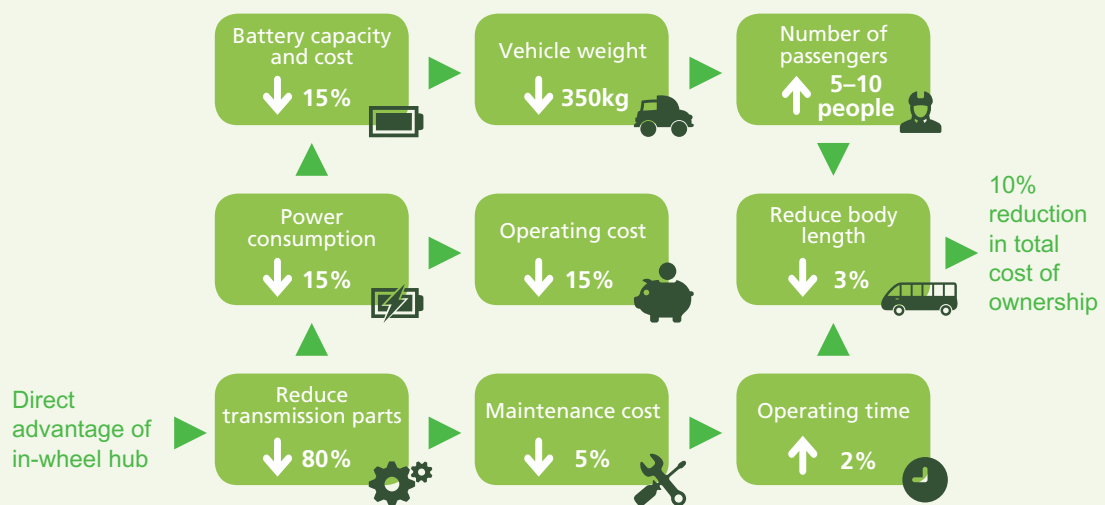 Battery capacity
and cost
15%
Vehicle weight
350kg
Number of
passengers
5–10
people
Power
consumption
15%
Operating cost
15%
Reduce body
length
3%
10%
reduction
in total
cost of
ownership
Direct
advantage of
in-wheel hub
Reduce
transmission parts
80%
Maintenance cost
5%
Operating time
2%